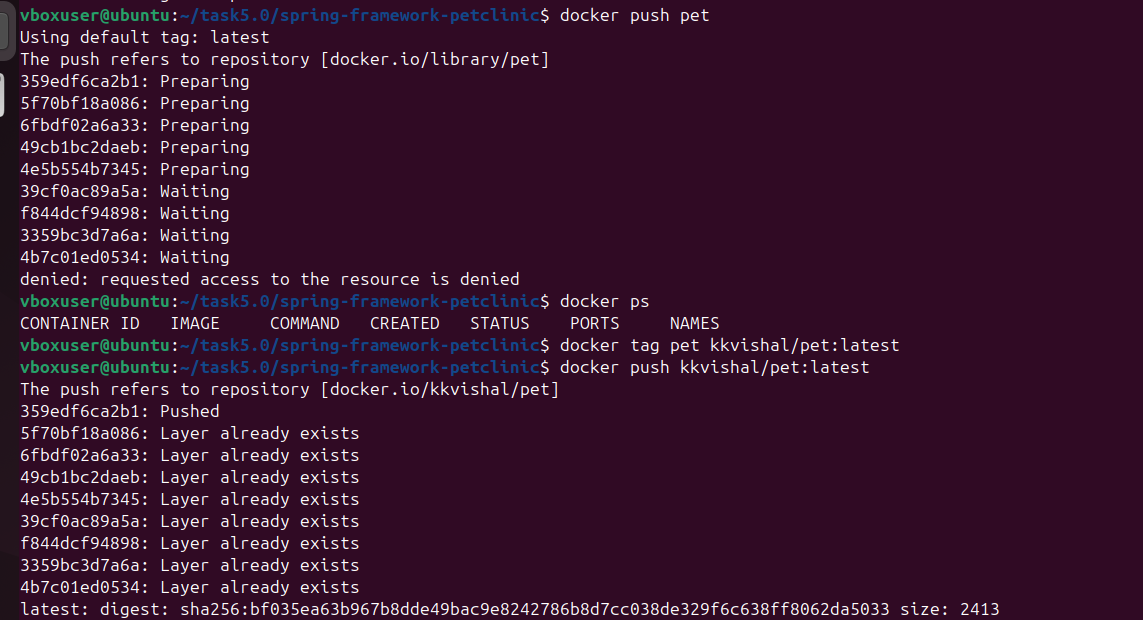 vboxuser@ubuntu:~/task5.0/spring-framework-petclinic$ docker push pet
Using default tag: latest
The push refers to repository [docker.io/library/pet]
359edf6ca2b1: Preparing
5f70bf18a086: Preparing
6fbdf02a6a33: Preparing
49cb1bc2daeb: Preparing
4e5b554b7345: Preparing
39cf0ac89a5a: Waiting
f844dcf94898: Waiting
3359bc3d7a6a: Waiting
4b7c01ed0534: Waiting
denied: requested access to the resource is denied
vboxuser@ubuntu:~/task5.0/spring-framework-petclinic$ docker ps
CONTAINER ID   IMAGE     COMMAND   CREATED   STATUS    PORTS     NAMES
vboxuser@ubuntu:~/task5.0/spring-framework-petclinic$ docker tag pet kkvishal/pet:latest
vboxuser@ubuntu:~/task5.0/spring-framework-petclinic$ docker push kkvishal/pet:latest
The push refers to repository [docker.io/kkvishal/pet]
359edf6ca2b1: Pushed
5f70bf18a086: Layer already exists
6fbdf02a6a33: Layer already exists
49cb1bc2daeb: Layer already exists
4e5b554b7345: Layer already exists
39cf0ac89a5a: Layer already exists
f844dcf94898: Layer already exists
3359bc3d7a6a: Layer already exists
4b7c01ed0534: Layer already exists
latest: digest: sha256:bf035ea63b967b8dde49bac9e8242786b8d7cc038de329f6c638ff8062da5033 size: 2413